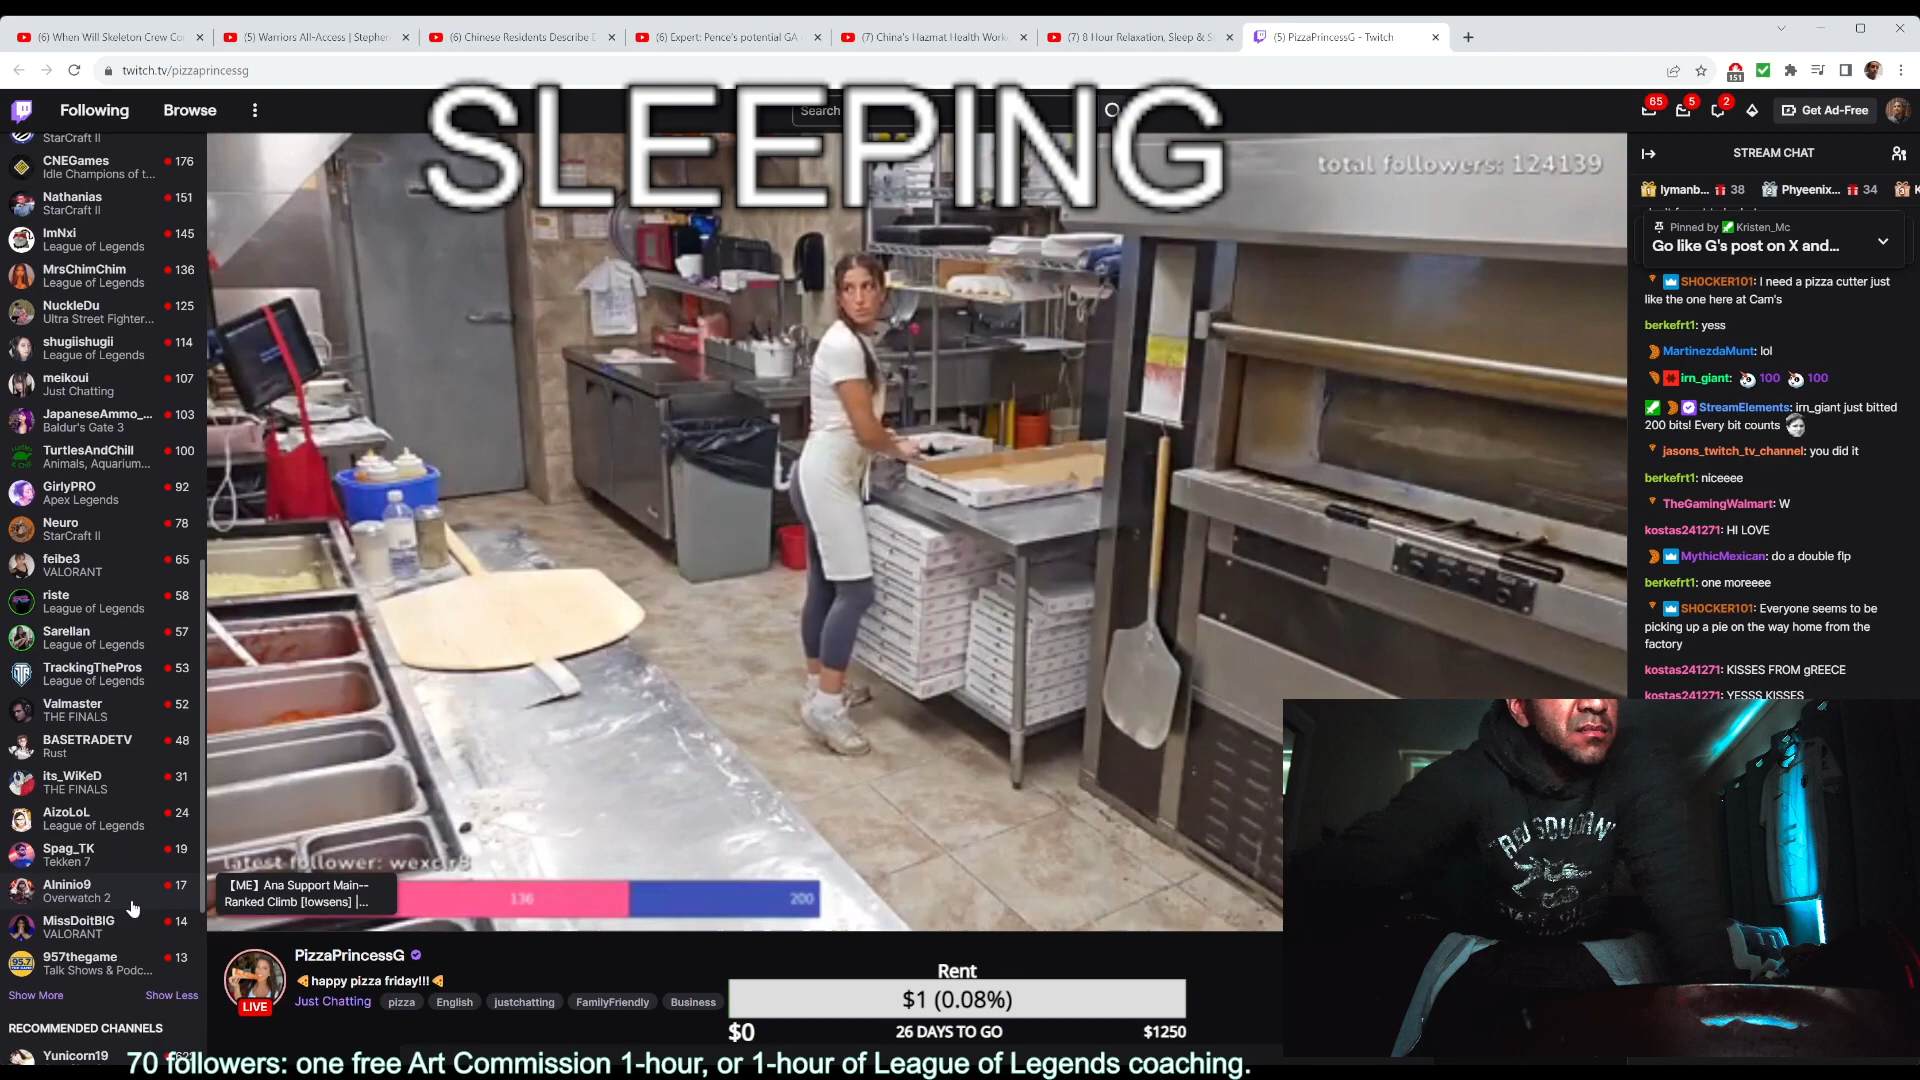 (6) When Will Skeleton Crew Co
(5) Warriors All-Access | Stephen
(6) Chinese Residents Describe D
(6) Expert: Pence's potential GA
(7) China's Hazmat Health Work
(7) 8 Hour Relaxation, Sleep & S
(5) PizzaPrincessG - Twitch
twitch.tv/pizzaprincessg
151
Following
Browse
Search
65
5
2
Get Ad-Free
SLEEPING
total followers: 124139
StarCraft II
CNEGames 176
Idle Champions of t...
Nathanias 151
StarCraft II
ImNxi 145
League of Legends
MrsChimChim 136
League of Legends
NuckleDu 125
Ultra Street Fighter...
shugiishugii 114
League of Legends
meikoui 107
Just Chatting
JapaneseAmmo_... 103
Baldur's Gate 3
TurtlesAndChill 100
Animals, Aquarium...
GirlyPRO 92
Apex Legends
Neuro 78
StarCraft II
feibe3 65
VALORANT
riste 58
League of Legends
Sarellan 57
League of Legends
TrackingThePros 53
League of Legends
Valmaster 52
THE FINALS
BASETRADETV 48
Rust
its_WiKeD 31
THE FINALS
AizoLoL 24
League of Legends
Spag_TK 19
Tekken 7
Alninio9 17
Overwatch 2
MissDoitBIG 14
VALORANT
957thegame 13
Talk Shows & Podc...
Show More
Show Less
RECOMMENDED CHANNELS
Yunicorn19
latest follower: wexclr8
【ME】Ana Support Main--
Ranked Climb [lowsens] |...
136
200
PizzaPrincessG
happy pizza friday!!!
LIVE
Just Chatting
pizza
English
justchatting
FamilyFriendly
Business
Rent
$1 (0.08%)
$0
26 DAYS TO GO
$1250
STREAM CHAT
lymanb... 38
Phyeenix... 34
Pinned by Kristen_Mc
Go like G's post on X and...
SH0CKER101: I need a pizza cutter just
like the one here at Cam's
berkefrt1: yess
MartinezdaMunt: lol
irn_giant: 100 100
StreamElements: irn_giant just bitted
200 bits! Every bit counts
jasons_twitch_tv_channel: you did it
berkefrt1: niceeee
TheGamingWalmart: W
kostas241271: HI LOVE
MythicMexican: do a double flp
berkefrt1: one moreeee
SH0CKER101: Everyone seems to be
picking up a pie on the way home from the
factory
kostas241271: KISSES FROM gREECE
kostas241271: YESSS KISSES
70 followers: one free Art Commission 1-hour, or 1-hour of League of Legends coaching.